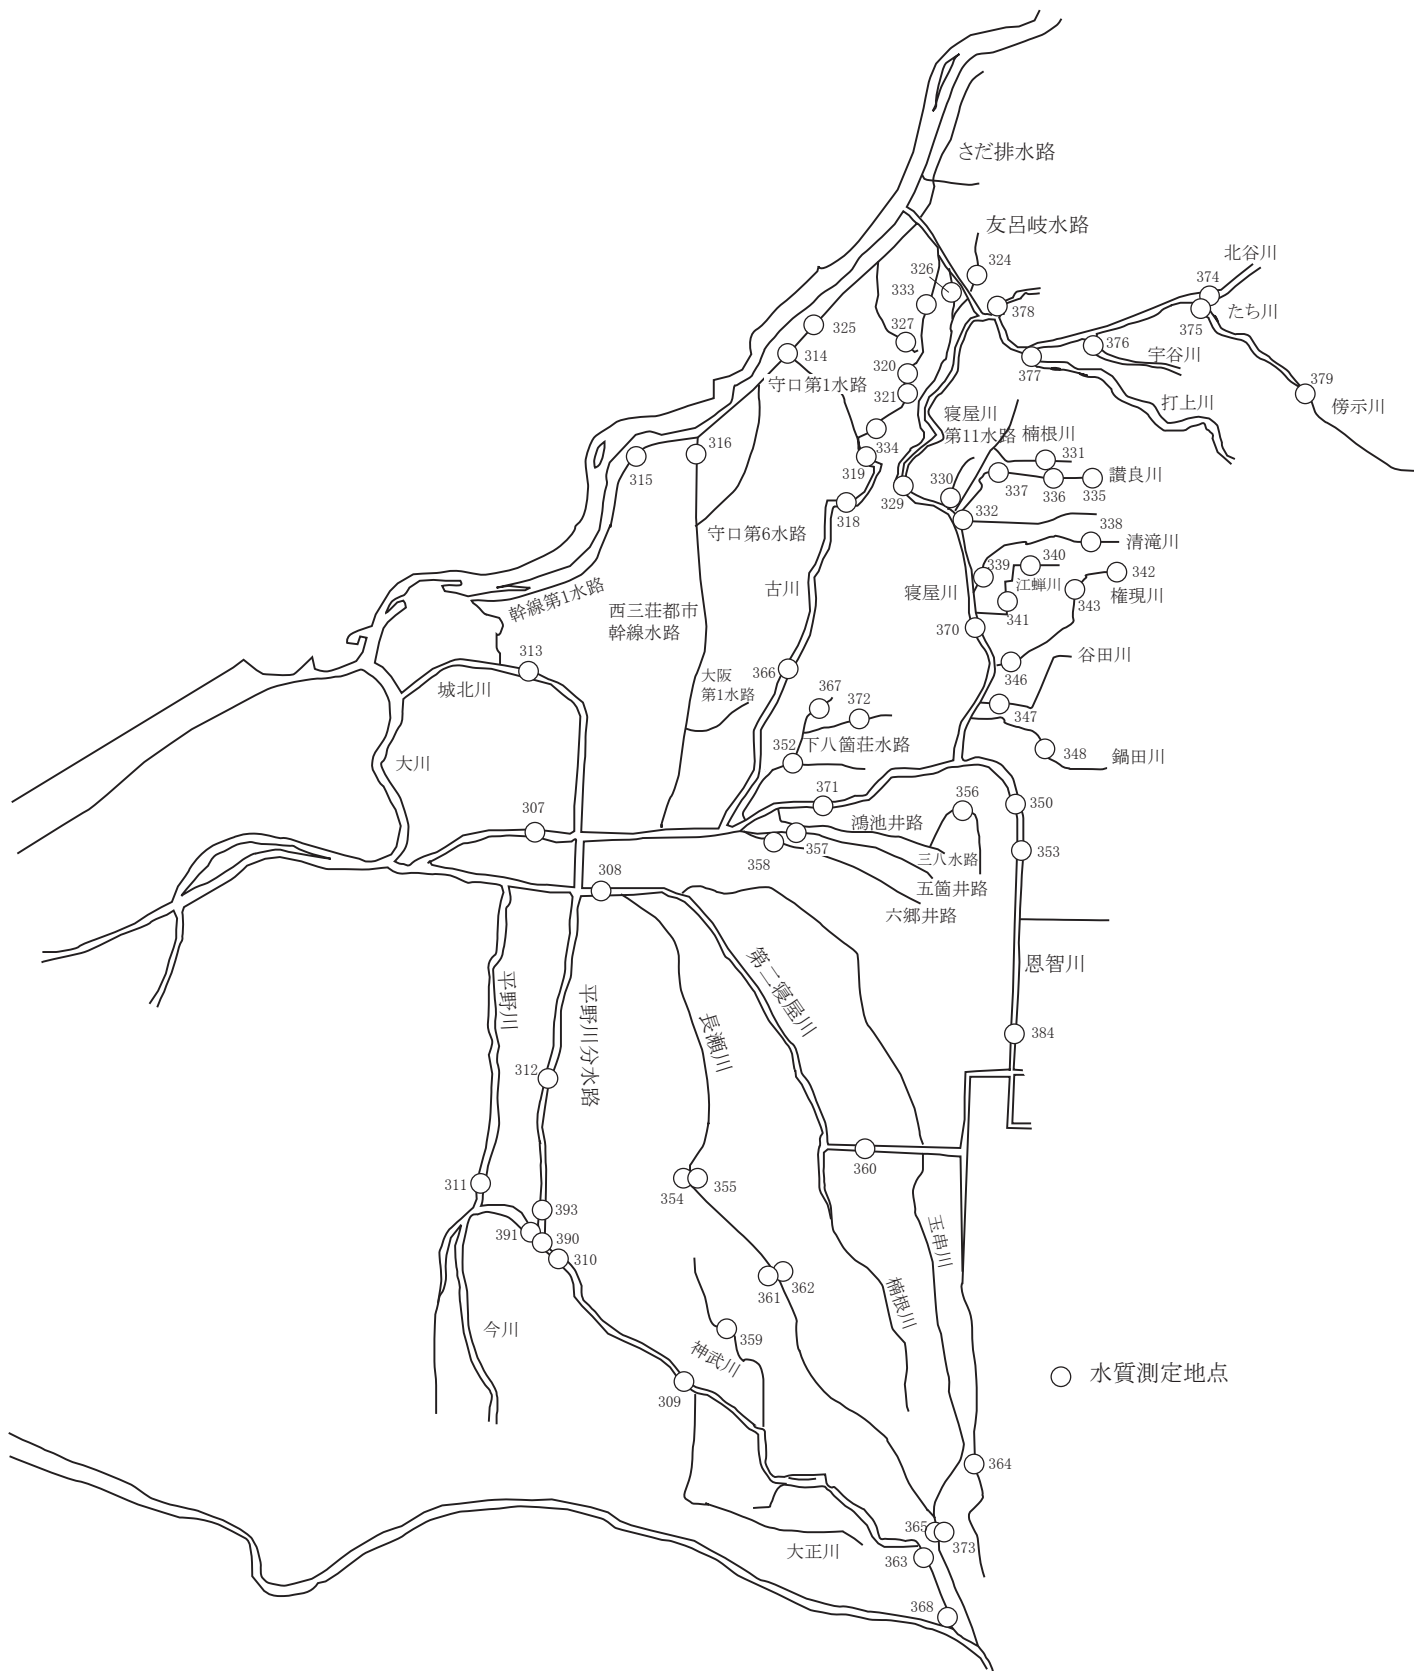 さだ排水路
友呂岐水路
324
北谷川
374
326
333
378
たち川
375
325
327
376
宇谷川
314
377
320
379
守口第1水路
321
打上川
傍示川
寝屋川
第11水路
楠根川
316
334
331
315
319
330
337
336
335
讃良川
329
318
332
338
守口第6水路
清滝川
339
340
342
幹線第1水路
古川
寝屋川
江蝉川
343
権現川
西三荘都市
幹線水路
341
370
313
谷田川
366
346
城北川
大阪
第1水路
367
372
347
352
下八箇荘水路
348
鍋田川
大川
371
356
350
307
鴻池井路
357
353
358
三八水路
308
五箇井路
六郷井路
第二寝屋川
恩智川
平野川
平野川分水路
長瀬川
384
312
360
311
354
355
393
391
390
玉串川
310
362
361
楠根川
今川
359
神武川
水質測定地点
309
364
365
373
大正川
363
368